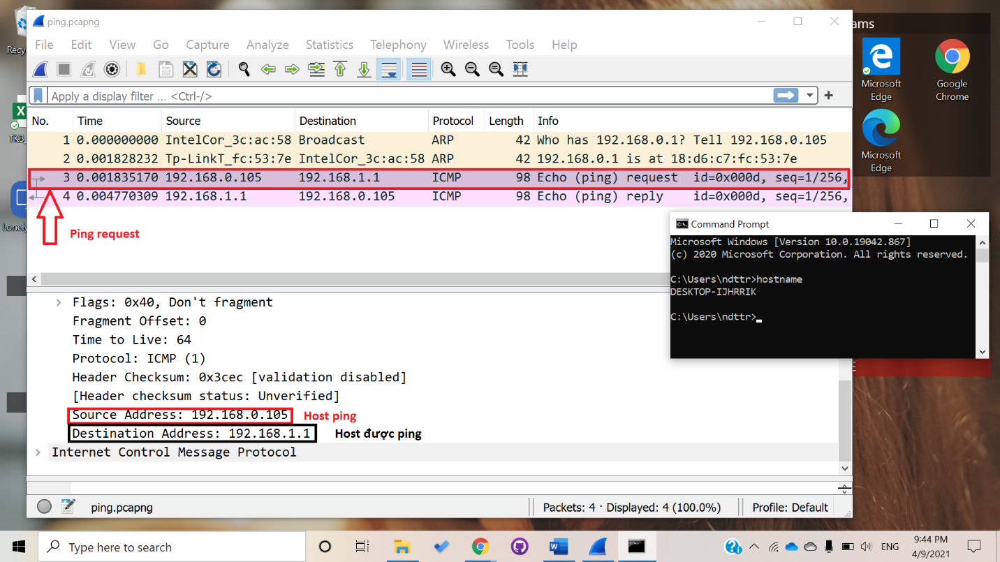 ping.pcapng
File Edit View Go Capture Analyze Statistics Telephony Wireless Tools Help
Apply a display filter ... <Ctrl-/>
No. Time Source Destination Protocol Length Info
1 0.000000000 IntelCor_3c:ac:58 Broadcast ARP 42 Who has 192.168.0.1? Tell 192.168.0.105
2 0.001828232 Tp-LinkT_fc:53:7e IntelCor_3c:ac:58 ARP 42 192.168.0.1 is at 18:d6:c7:fc:53:7e
3 0.001835170 192.168.0.105 192.168.1.1 ICMP 98 Echo (ping) request id=0x000d, seq=1/256,
4 0.004770309 192.168.1.1 192.168.0.105 ICMP 98 Echo (ping) reply id=0x000d, seq=1/256,
Ping request
Flags: 0x40, Don't fragment
Fragment Offset: 0
Time to Live: 64
Protocol: ICMP (1)
Header Checksum: 0x3cec [validation disabled]
[Header checksum status: Unverified]
Source Address: 192.168.0.105 Host ping
Destination Address: 192.168.1.1 Host được ping
Internet Control Message Protocol
ping.pcapng Packets: 4 · Displayed: 4 (100.0%) Profile: Default
Command Prompt
Microsoft Windows [Version 10.0.19042.867]
(c) 2020 Microsoft Corporation. All rights reserved.
C:\Users\ndttr>hostname
DESKTOP-IJHRRIK
C:\Users\ndttr>
Microsoft
Edge
Google
Chrome
Microsoft
Edge
Type here to search
ENG
9:44 PM
4/9/2021